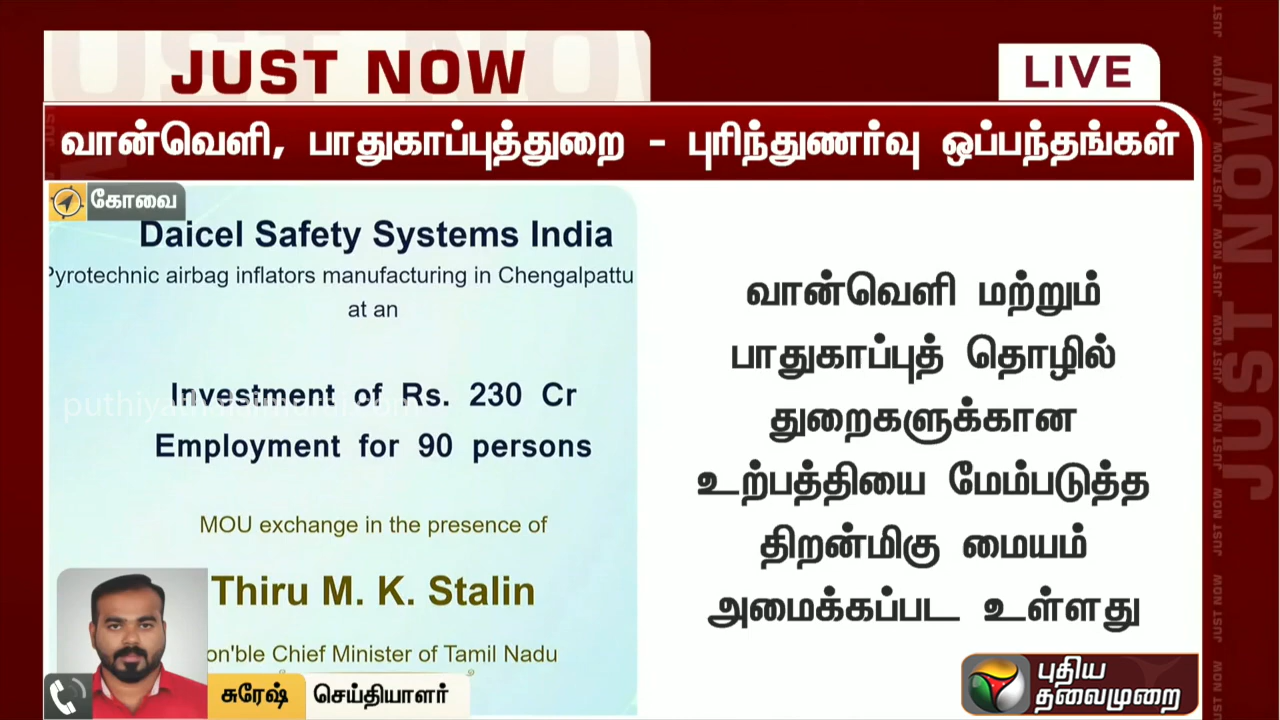 JUST NOW
LIVE
வான்வெளி, பாதுகாப்புத்துறை - புரிந்துணர்வு ஒப்பந்தங்கள்
கோவை
Daicel Safety Systems India
Pyrotechnic airbag inflators manufacturing in Chengalpattu
at an
Investment of Rs. 230 Cr
Employment for 90 persons
MOU exchange in the presence of
Thiru M. K. Stalin
on'ble Chief Minister of Tamil Nadu
சுரேஷ் செய்தியாளர்
வான்வெளி மற்றும்
பாதுகாப்புத் தொழில்
துறைகளுக்கான
உற்பத்தியை மேம்படுத்த
திறன்மிகு மையம்
அமைக்கப்பட உள்ளது
புதிய
தலைமுறை
JUST NOW